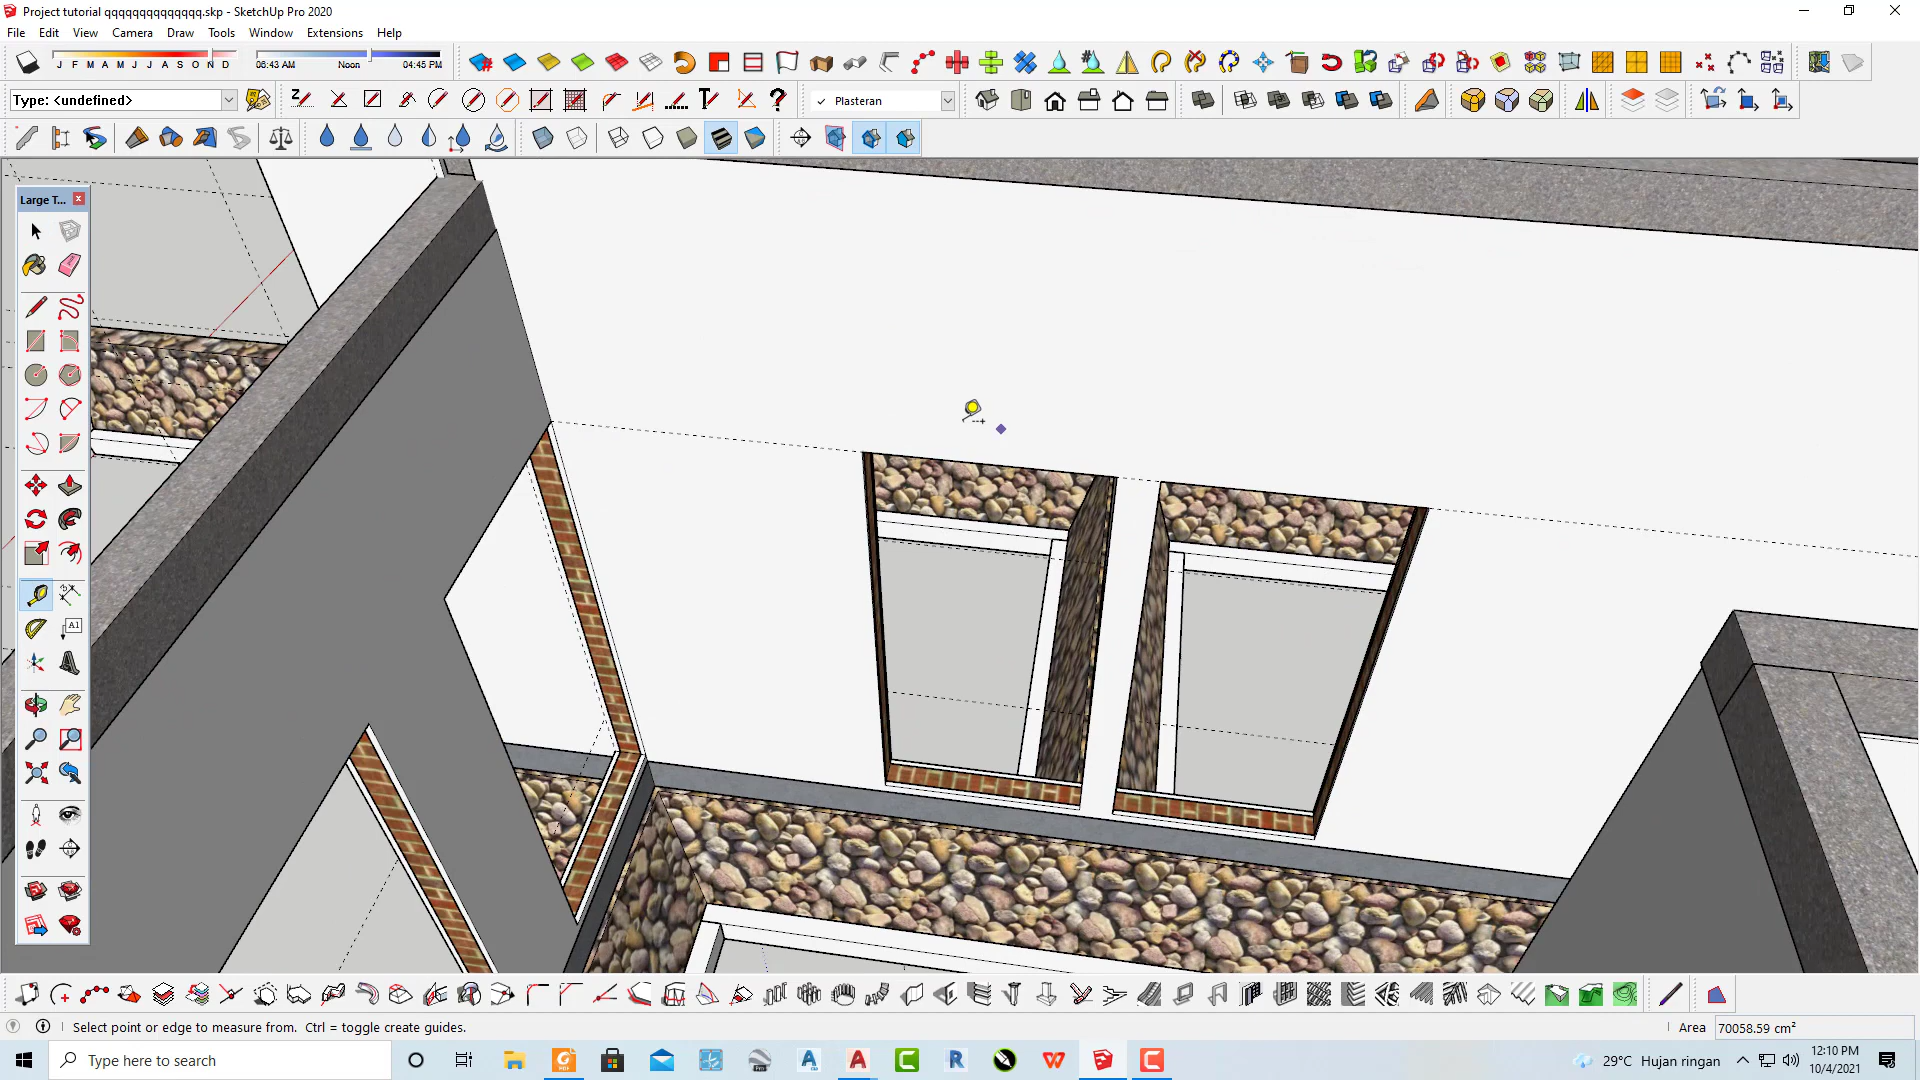 Project tutorial qqqqqqqqqqqqqq.skp - SketchUp Pro 2020
File Edit View Camera Draw Tools Window Extensions Help
J F M A M J J A S O N D
06:43 AM Noon 04:45 PM
Type: <undefined>
Plasteran
Large T...
A1
Select point or edge to measure from. Ctrl = toggle create guides.
Area 70058.59 cm²
Type here to search
29°C Hujan ringan
12:10 PM
10/4/2021